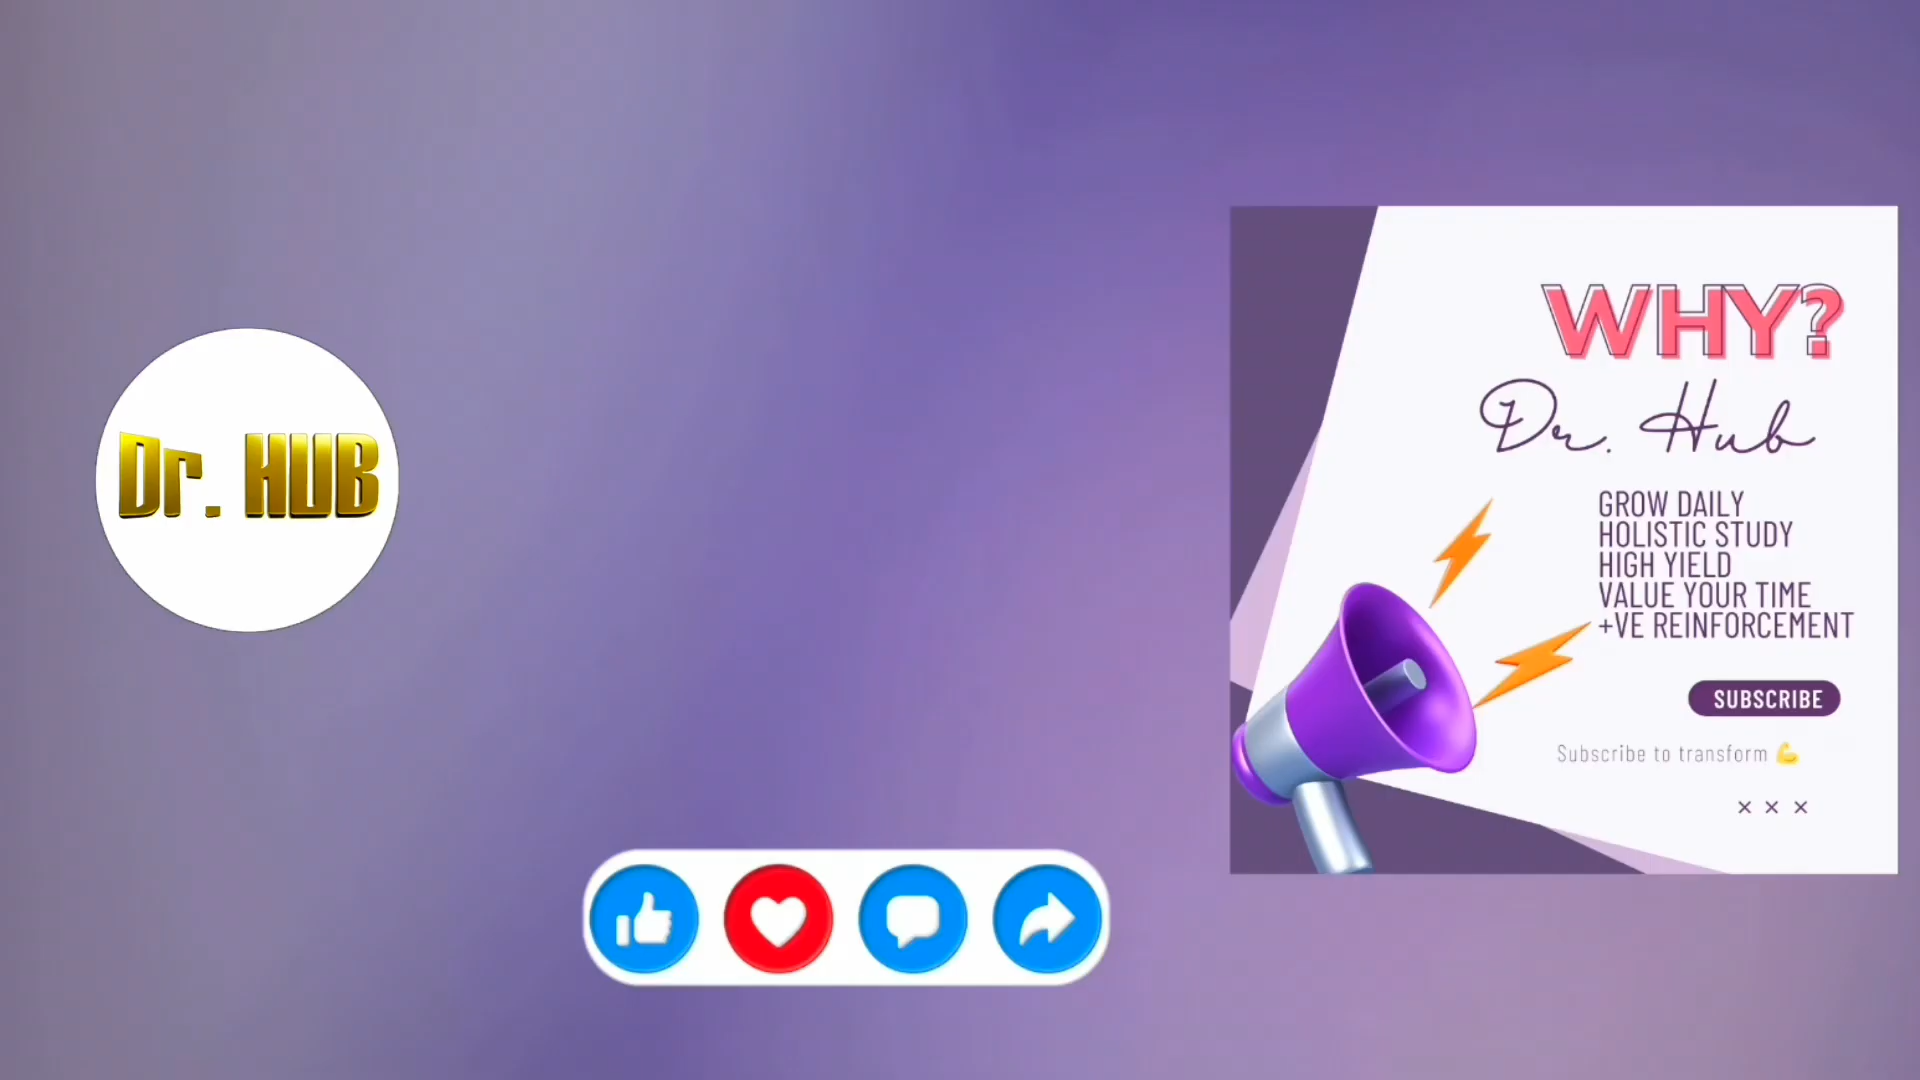 Dr. HUB
WHY?
Dr. Hub
GROW DAILY
HOLISTIC STUDY
HIGH YIELD
VALUE YOUR TIME
+VE REINFORCEMENT
SUBSCRIBE
Subscribe to transform 💪
× × ×